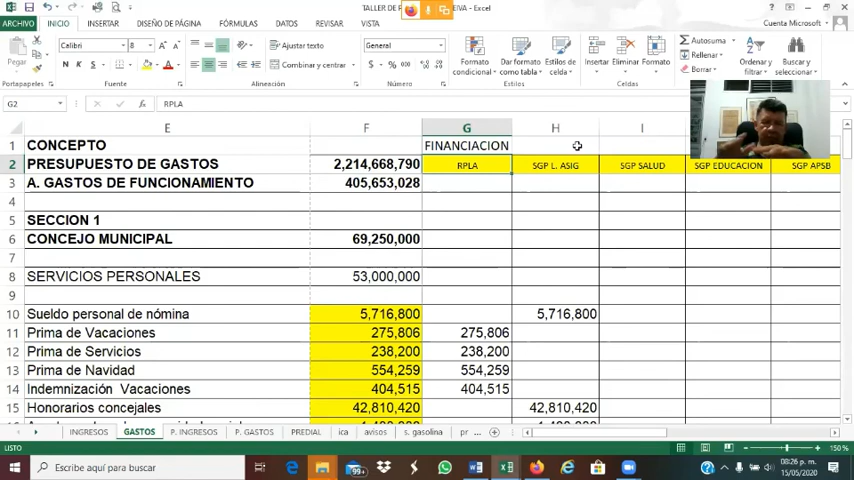 TALLER DE P
EIVA - Excel
ARCHIVO INICIO INSERTAR DISEÑO DE PÁGINA FÓRMULAS DATOS REVISAR VISTA Cuenta Microsoft
Pegar
Calibri 8
N K S
Ajustar texto
Combinar y centrar
General
$ % 000
Formato condicional
Dar formato como tabla
Estilos de celda
Insertar Eliminar Formato
Autosuma
Rellenar
Borrar
Ordenar y filtrar
Buscar y seleccionar
Portapapeles Fuente Alineación Número
G2 RPLA
E F G H I
1 CONCEPTO FINANCIACION
2 PRESUPUESTO DE GASTOS 2,214,668,790 RPLA SGP L. ASIG SGP SALUD SGP EDUCACION SGP APSB
3 A. GASTOS DE FUNCIONAMIENTO 405,653,028
4
5 SECCION 1
6 CONCEJO MUNICIPAL 69,250,000
7
8 SERVICIOS PERSONALES 53,000,000
9
10 Sueldo personal de nómina 5,716,800 5,716,800
11 Prima de Vacaciones 275,806 275,806
12 Prima de Servicios 238,200 238,200
13 Prima de Navidad 554,259 554,259
14 Indemnización Vacaciones 404,515 404,515
15 Honorarios concejales 42,810,420 42,810,420
INGRESOS GASTOS P. INGRESOS P. GASTOS PREDIAL ica avisos s. gasolina pr ...
LISTO 150 %
Escribe aquí para buscar
99+
08:26 p. m.
15/05/2020